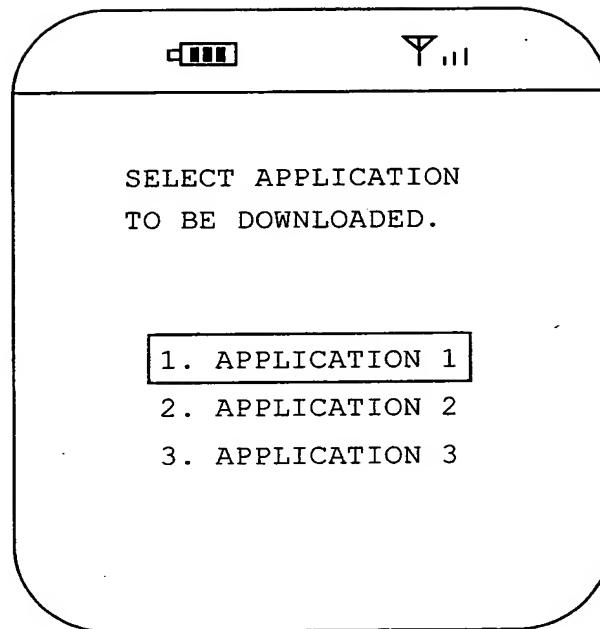 SELECT APPLICATION
TO BE DOWNLOADED.
1. APPLICATION 1
2. APPLICATION 2
3. APPLICATION 3